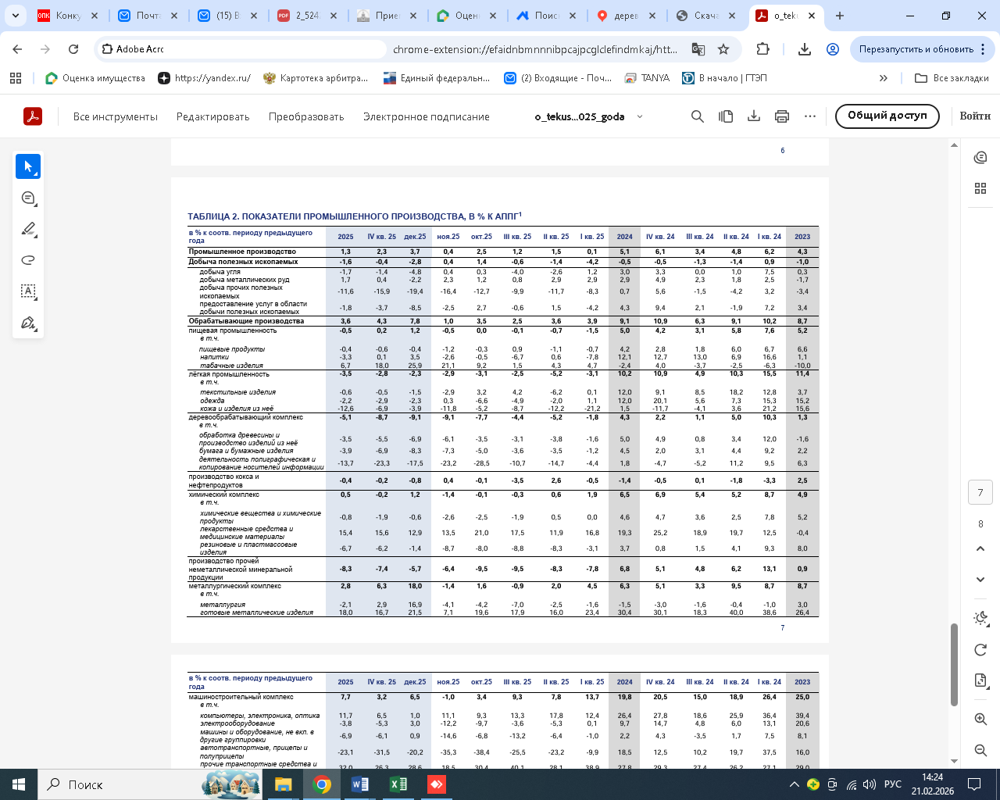 Конку
Почт
(15) В
2_524
Прие
Оцен
Поис
дерев
Скача
o_teku
Adobe Acrc
chrome-extension://efaidnbmnnnibpcajpcglclefindmkaj/htt...
Перезапустить и обновить
Оценка имущества
https://yandex.ru/
Картотека арбитра...
Единый федеральн...
(2) Входящие - Поч...
TANYA
В начало | ГТЭП
Все закладки
Все инструменты
Редактировать
Преобразовать
Электронное подписание
o_tekus...025_goda
Общий доступ
Войти
6
ТАБЛИЦА 2. ПОКАЗАТЕЛИ ПРОМЫШЛЕННОГО ПРОИЗВОДСТВА, В % К АППГ¹
в % к соотв. периоду предыдущего года 2025 IV кв. 25 дек.25 ноя.25 окт.25 III кв. 25 II кв. 25 I кв. 25 2024 IV кв. 24 III кв. 24 II кв. 24 I кв. 24 2023
Промышленное производство 1,3 2,3 3,7 0,4 2,5 1,2 1,5 0,1 5,1 6,1 3,4 4,8 6,2 4,3
Добыча полезных ископаемых -1,6 -0,4 -2,8 0,4 1,4 -0,6 -1,4 -4,2 -0,5 -0,5 -1,3 -1,4 0,9 -1,0
добыча угля -1,7 -1,4 -4,8 0,4 0,3 -4,0 -2,6 1,2 3,0 3,3 0,0 1,0 7,5 0,3
добыча металлических руд 1,7 0,4 -2,2 2,3 1,2 0,8 2,9 2,9 2,9 4,9 2,3 1,8 2,5 -1,7
добыча прочих полезных ископаемых -11,6 -15,9 -19,4 -16,4 -12,7 -9,9 -11,7 -8,3 0,7 5,6 -1,5 -4,2 3,2 -3,4
предоставление услуг в области добычи полезных ископаемых -1,8 -3,7 -8,5 -2,5 2,7 -0,6 1,5 -4,2 4,3 9,4 2,1 -1,9 7,2 3,4
Обрабатывающие производства 3,6 4,3 7,8 1,0 3,5 2,5 3,6 3,9 9,1 10,9 6,3 9,1 10,2 8,7
пищевая промышленность -0,5 0,2 1,2 -0,5 0,0 -0,1 -0,7 -1,5 5,0 4,2 3,1 5,8 7,6 5,2
в т.ч.
пищевые продукты -0,4 -0,6 -0,4 -1,2 -0,3 0,9 -1,1 -0,7 4,2 2,8 1,8 6,0 6,7 6,6
напитки -3,3 0,1 3,5 -2,6 -0,5 -6,7 0,6 -7,8 12,1 12,7 13,0 6,9 16,6 1,1
табачные изделия 6,7 18,0 25,9 21,1 9,2 1,5 4,3 4,7 -2,4 4,0 -3,7 -2,5 -6,3 -10,0
лёгкая промышленность -3,5 -2,8 -2,3 -2,9 -3,1 -2,5 -5,2 -3,1 10,2 10,9 4,9 10,3 15,5 11,4
в т.ч.
текстильные изделия -0,6 -0,5 -1,5 -2,9 3,2 4,2 -6,2 0,1 12,0 9,1 8,5 18,2 12,8 3,7
одежда -2,2 -2,9 -2,3 0,3 -6,6 -4,9 -2,0 1,1 12,0 20,1 5,6 7,3 15,3 15,2
кожа и изделия из неё -12,6 -6,9 -3,9 -11,8 -5,2 -8,7 -12,2 -21,2 1,5 -11,7 -4,1 3,6 21,2 15,6
деревообрабатывающий комплекс -5,1 -8,7 -9,1 -9,1 -7,7 -4,4 -5,2 -1,8 4,3 2,2 1,1 5,0 10,3 1,3
в т.ч.
обработка древесины и производство изделий из неё -3,5 -5,5 -6,9 -6,1 -3,5 -3,1 -3,8 -1,6 5,0 4,9 0,8 3,4 12,0 -1,6
бумага и бумажные изделия -3,9 -6,9 -8,3 -7,3 -5,0 -3,6 -3,5 -1,2 4,5 2,0 3,1 4,4 9,2 2,2
деятельность полиграфическая и копирование носителей информации -13,7 -23,3 -17,5 -23,2 -28,5 -10,7 -14,7 -4,4 1,8 -4,7 -5,2 11,2 9,5 6,3
производство кокса и нефтепродуктов -0,4 -0,2 -0,8 0,4 -0,1 -3,5 2,6 -0,5 -1,4 -0,5 0,1 -1,8 -3,3 2,5
химический комплекс 0,5 -0,2 1,2 -1,4 -0,1 -0,3 0,6 1,9 6,5 6,9 5,4 5,2 8,7 4,9
в т.ч.
химические вещества и химические продукты -0,8 -1,9 -0,6 -2,6 -2,5 -1,9 0,5 0,0 4,6 4,7 3,6 2,5 7,8 5,2
лекарственные средства и медицинские материалы 15,4 15,6 12,9 13,5 21,0 17,5 11,9 16,8 19,3 25,2 18,9 19,7 12,5 -0,4
резиновые и пластмассовые изделия -6,7 -6,2 -1,4 -8,7 -8,0 -8,8 -8,3 -3,1 3,7 0,8 1,5 4,1 9,3 8,0
производство прочей неметаллической минеральной продукции -8,3 -7,4 -5,7 -6,4 -9,5 -9,5 -8,3 -7,8 6,8 5,1 4,8 6,2 13,1 0,9
металлургический комплекс 2,8 6,3 18,0 -1,4 1,6 -0,9 2,0 4,5 6,3 5,1 3,3 9,5 8,7 8,7
в т.ч.
металлургия -2,1 2,9 16,9 -4,1 -4,2 -7,0 -2,5 -1,6 -1,5 -3,0 -1,6 -0,4 -1,0 3,0
готовые металлические изделия 18,0 16,7 21,5 7,1 19,6 17,9 16,0 23,4 30,4 30,1 18,3 40,0 38,6 26,4
7
7
8
в % к соотв. периоду предыдущего года 2025 IV кв. 25 дек.25 ноя.25 окт.25 III кв. 25 II кв. 25 I кв. 25 2024 IV кв. 24 III кв. 24 II кв. 24 I кв. 24 2023
машиностроительный комплекс 7,7 3,2 6,5 -1,0 3,4 9,3 7,8 13,7 19,8 20,5 15,0 18,9 26,4 25,0
в т.ч.
компьютеры, электроника, оптика 11,7 6,5 1,0 11,1 9,3 13,3 17,8 12,4 26,4 27,8 18,6 25,9 36,4 39,4
электрооборудование -3,8 -5,3 3,0 -12,2 -9,7 -3,6 -5,3 0,1 9,7 14,7 4,8 6,0 13,1 20,6
машины и оборудование, не вкл. в другие группировки -6,9 -6,1 0,9 -14,6 -6,8 -13,2 -6,4 -1,0 2,2 4,3 -3,5 1,7 7,5 8,1
автотранспортные, прицепы и полуприцепы -23,1 -31,5 -20,2 -35,3 -38,4 -25,5 -23,2 -9,9 18,5 12,5 10,2 19,7 37,5 16,0
прочие транспортные средства и 32,0 26,3 28,6 18,5 30,4 40,1 28,1 38,9 27,8 29,3 27,4 26,2 27,1 29,0
Поиск
РУС
14:24
21.02.2026